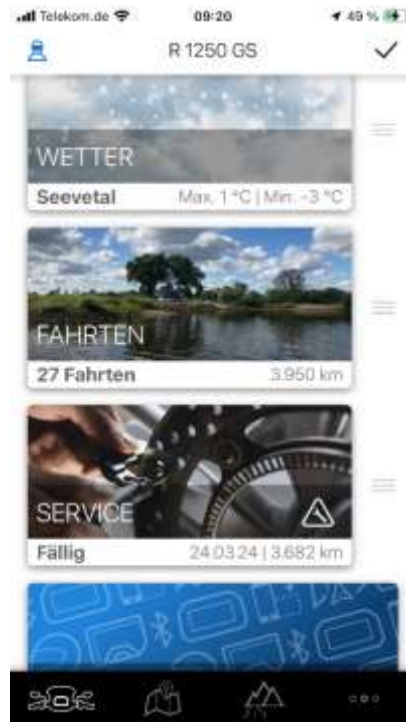 Telekom.de 09:20 49 %
R 1250 GS
WETTER
Seevetal Max. 1 °C | Min. -3 °C
FAHRTEN
27 Fahrten 3.950 km
SERVICE
Fällig 24.03.24 | 3.682 km